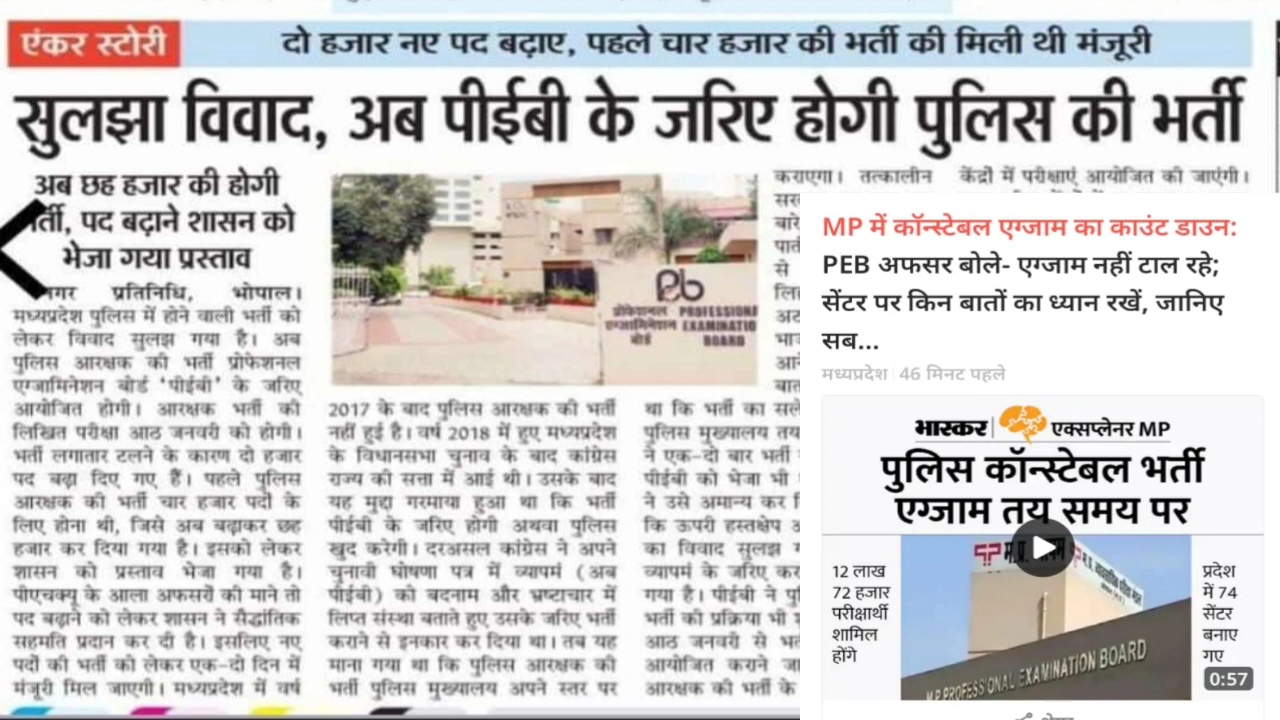 एंकर स्टोरी
दो हजार नए पद बढ़ाए, पहले चार हजार की भर्ती की मिली थी मंजूरी
सुलझा विवाद, अब पीईबी के जरिए होगी पुलिस की भर्ती
अब छह हजार की होगी
र्ती, पद बढ़ाने शासन को
भेजा गया प्रस्ताव
नगर प्रतिनिधि, भोपाल।
मध्यप्रदेश पुलिस में होने वाली भर्ती को
लेकर विवाद सुलझ गया है। अब
पुलिस आरक्षक की भर्ती प्रोफेशनल
एग्जामिनेशन बोर्ड 'पीईबी' के जरिए
आयोजित होगी। आरक्षक भर्ती की
लिखित परीक्षा आठ जनवरी को होगी।
भर्ती लगातार टलने के कारण दो हजार
पद बढ़ा दिए गए हैं। पहले पुलिस
आरक्षक की भर्ती चार हजार पदों के
लिए होना थी, जिसे अब बढ़ाकर छह
हजार कर दिया गया है। इसको लेकर
शासन को प्रस्ताव भेजा गया है।
पीएचक्यू के आला अफसरों की माने तो
पद बढ़ाने को लेकर शासन ने सैद्धांतिक
सहमति प्रदान कर दी है। इसलिए नए
पदों की भर्ती को लेकर एक-दो दिन में
मंजूरी मिल जाएगी। मध्यप्रदेश में वर्ष
Pb
प्रोफेशनल PROFESSIONA
एग्जामिनेशन EXAMINATIO
बोर्ड BOARD
2017 के बाद पुलिस आरक्षक की भर्ती
नहीं हुई है। वर्ष 2018 में हुए मध्यप्रदेश
के विधानसभा चुनाव के बाद कांग्रेस
राज्य की सत्ता में आई थी। उसके बाद
यह मुद्दा गरमाया हुआ था कि भर्ती
पीईबी के जरिए होगी अथवा पुलिस
खुद करेगी। दरअसल कांग्रेस ने अपने
चुनावी घोषणा पत्र में व्यापमं (अब
पीईबी) को बदनाम और भ्रष्टाचार में
लिप्त संस्था बताते हुए उसके जरिए भर्ती
कराने से इनकार कर दिया था। तब यह
माना गया था कि पुलिस आरक्षक की
भर्ती पुलिस मुख्यालय अपने स्तर पर
कराएगा। तत्कालीन
था कि भर्ती का
पुलिस मुख्यालय तय
ने एक-दो बार भर्ती
पीईबी को भेजा भी
ने उसे अमान्य कर
कि ऊपरी हस्तक्षेप
का विवाद सुलझ
व्यापमं के जरिए
गया है। पीईबी ने
भर्ती की प्रक्रिया भी
आठ जनवरी से
आयोजित कराने
आरक्षक की भर्ती के
केंद्रों में परीक्षाएं आयोजित की जाएंगी।
MP में कॉन्स्टेबल एग्जाम का काउंट डाउन:
PEB अफसर बोले- एग्जाम नहीं टाल रहे;
सेंटर पर किन बातों का ध्यान रखें, जानिए
सब...
मध्यप्रदेश 46 मिनट पहले
भास्कर एक्सप्लेनर MP
पुलिस कॉन्स्टेबल भर्ती
एग्जाम तय समय पर
12 लाख
72 हजार
परीक्षार्थी
शामिल
होंगे
M.P. PROFESSIONAL EXAMINATION BOARD
प्रदेश
में 74
सेंटर
बनाए
गए
0:57